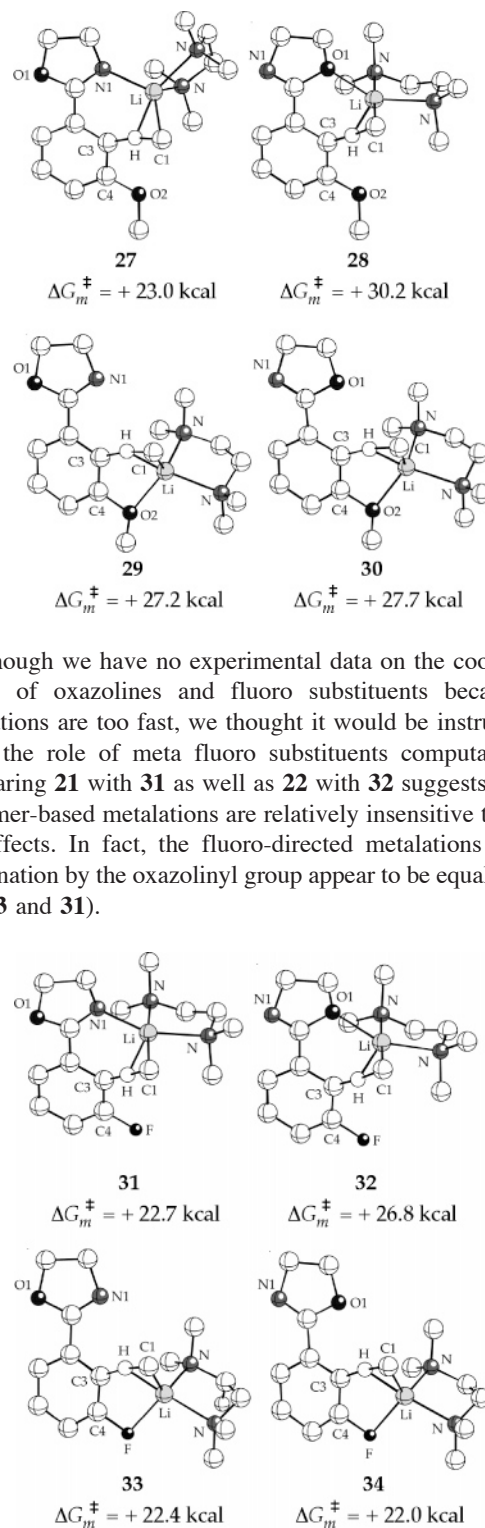 O1 N1 N N Li C3 H C1 C4 O2
N1 O1 N Li N C3 H C1 C4 O2
27 28
ΔG‡m = + 23.0 kcal ΔG‡m = + 30.2 kcal
O1 N1 N H C3 C1 Li N C4 O2
N1 O1 N H C3 C1 Li N C4 O2
29 30
ΔG‡m = + 27.2 kcal ΔG‡m = + 27.7 kcal
hough we have no experimental data on the coo
of oxazolines and fluoro substituents beca
tions are too fast, we thought it would be instru
the role of meta fluoro substituents computa
aring 21 with 31 as well as 22 with 32 suggests
mer-based metalations are relatively insensitive t
ffects. In fact, the fluoro-directed metalations
nation by the oxazolinyl group appear to be equal
3 and 31).
O1 N1 N Li N C3 H C1 C4 F
N1 O1 N Li N C3 H C1 C4 F
31 32
ΔG‡m = + 22.7 kcal ΔG‡m = + 26.8 kcal
O1 N1 H C1 N C3 Li N C4 F
N1 O1 H C1 N C3 Li N C4 F
33 34
ΔG‡m = + 22.4 kcal ΔG‡m = + 22.0 kcal